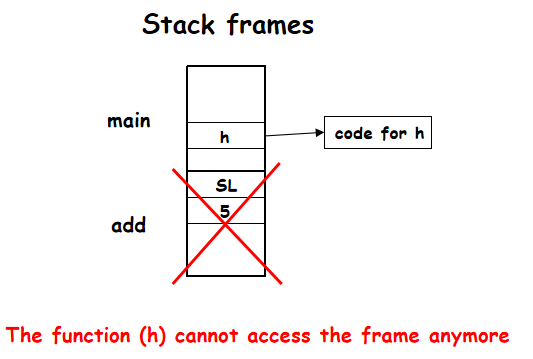 Stack frames
main
h
code for h
SL
5
add
The function (h) cannot access the frame anymore